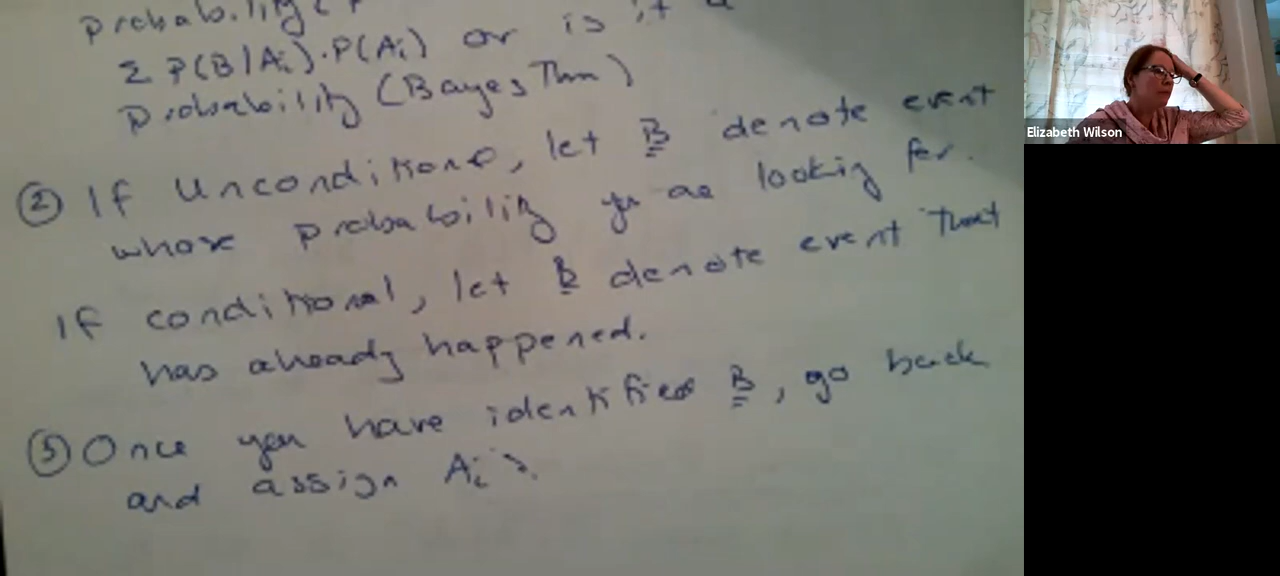 probability (
Σ P(B|Ai)·P(Ai) or is it a
probability (Bayes Thm)
② If unconditional, let B denote event
whose probability you are looking for.
If conditional, let B denote event that
has already happened.
③ Once you have identified B, go back
and assign Ai's.
Elizabeth Wilson